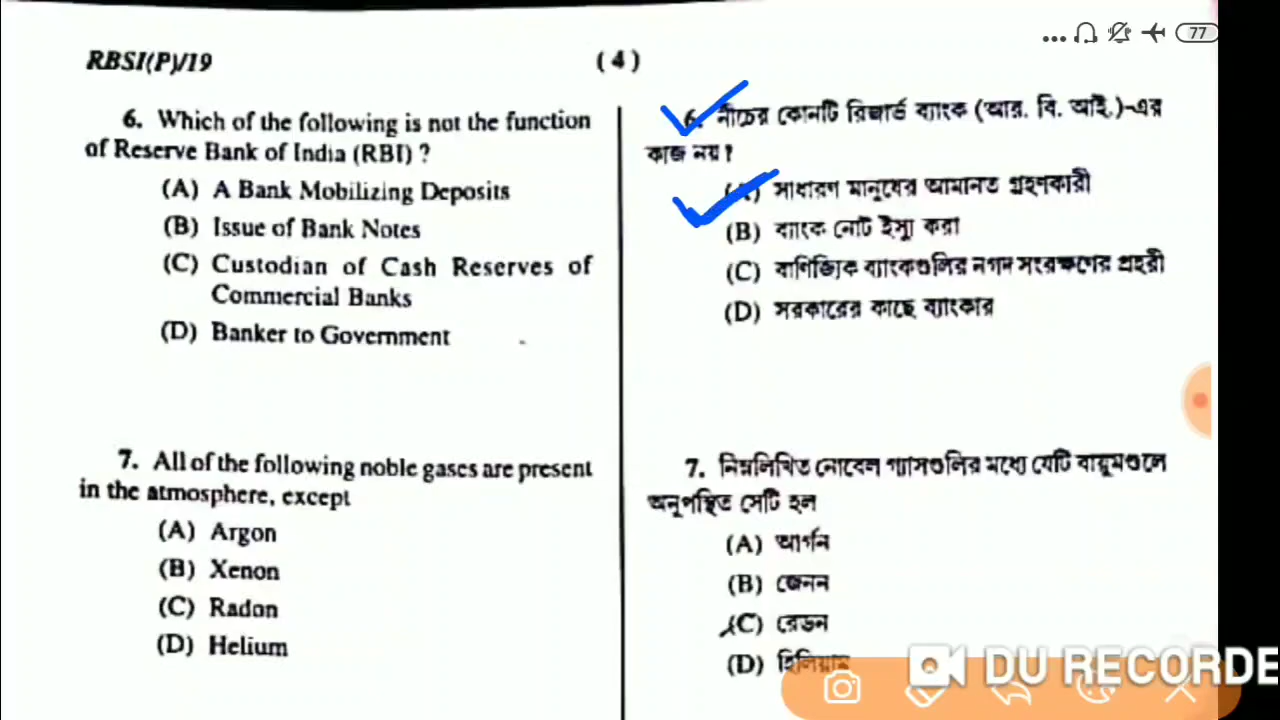 77
RBSI(P)/19
( 4 )
6. Which of the following is not the function
of Reserve Bank of India (RBI) ?
(A) A Bank Mobilizing Deposits
(B) Issue of Bank Notes
(C) Custodian of Cash Reserves of
Commercial Banks
(D) Banker to Government
7. All of the following noble gases are present
in the atmosphere, except
(A) Argon
(B) Xenon
(C) Radon
(D) Helium
6. নীচের কোনটি রিজার্ভ ব্যাংক (আর. বি. আই.)-এর
কাজ নয়?
(A) সাধারণ মানুষের আমানত গ্রহণকারী
(B) ব্যাংক নোট ইস্যু করা
(C) বাণিজ্যিক ব্যাংকগুলির নগদ সংরক্ষণের প্রহরী
(D) সরকারের কাছে ব্যাংকার
7. নিম্নলিখিত নোবেল গ্যাসগুলির মধ্যে যেটি বায়ুমণ্ডলে
অনুপস্থিত সেটি হল
(A) আর্গন
(B) জেনন
(C) রেডন
(D) হিলিয়াম
DU RECORDE